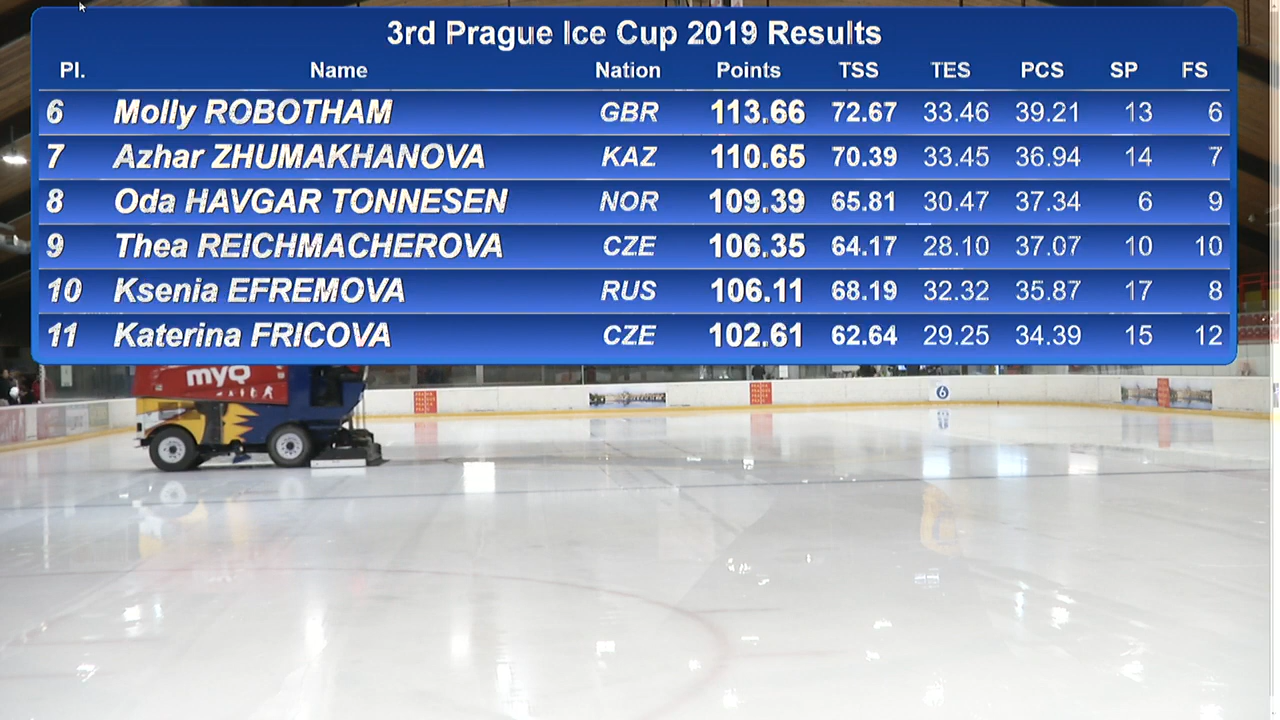 3rd Prague Ice Cup 2019 Results
Pl. Name Nation Points TSS TES PCS SP FS
6 Molly ROBOTHAM GBR 113.66 72.67 33.46 39.21 13 6
7 Azhar ZHUMAKHANOVA KAZ 110.65 70.39 33.45 36.94 14 7
8 Oda HAVGAR TONNESEN NOR 109.39 65.81 30.47 37.34 6 9
9 Thea REICHMACHEROVA CZE 106.35 64.17 28.10 37.07 10 10
10 Ksenia EFREMOVA RUS 106.11 68.19 32.32 35.87 17 8
11 Katerina FRICOVA CZE 102.61 62.64 29.25 34.39 15 12
myQ
6